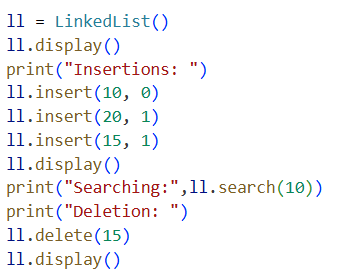 ll = LinkedList()
ll.display()
print("Insertions: ")
ll.insert(10, 0)
ll.insert(20, 1)
ll.insert(15, 1)
ll.display()
print("Searching:",ll.search(10))
print("Deletion: ")
ll.delete(15)
ll.display()